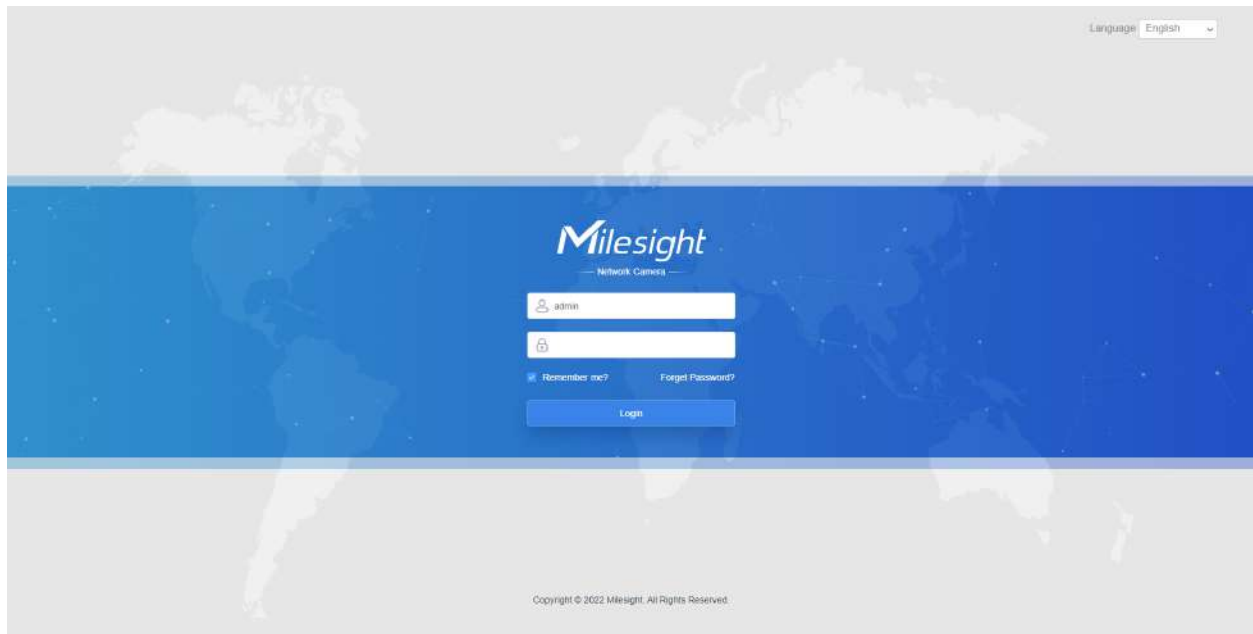 Language English
Milesight
Network Camera
admin
Remember me? Forget Password?
Login
Copyright © 2022 Milesight. All Rights Reserved.